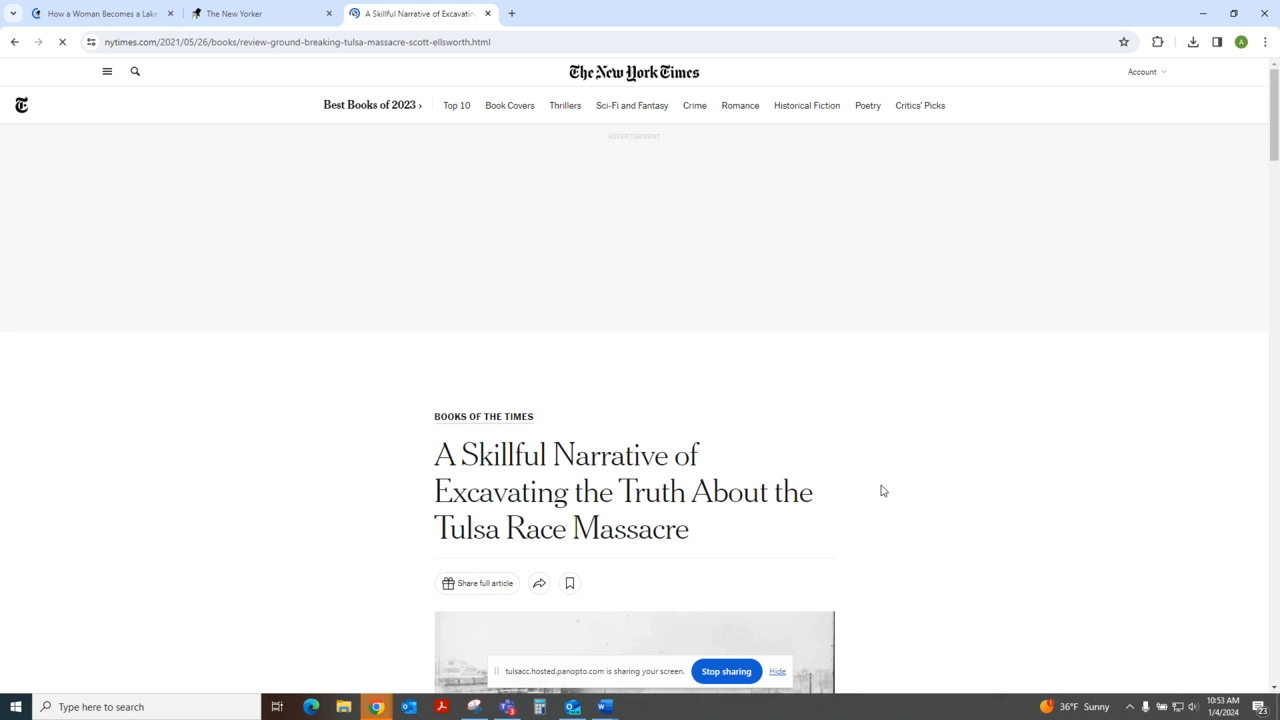 How a Woman Becomes a Lake
The New Yorker
A Skillful Narrative of Excavatin
nytimes.com/2021/05/26/books/review-ground-breaking-tulsa-massacre-scott-ellsworth.html
A
The New York Times
Account
T
Best Books of 2023 ›
Top 10
Book Covers
Thrillers
Sci-Fi and Fantasy
Crime
Romance
Historical Fiction
Poetry
Critics' Picks
ADVERTISEMENT
BOOKS OF THE TIMES
A Skillful Narrative of
Excavating the Truth About the
Tulsa Race Massacre
Share full article
tulsacc.hosted.panopto.com is sharing your screen.
Stop sharing
Hide
Type here to search
36°F Sunny
10:53 AM
1/4/2024
23